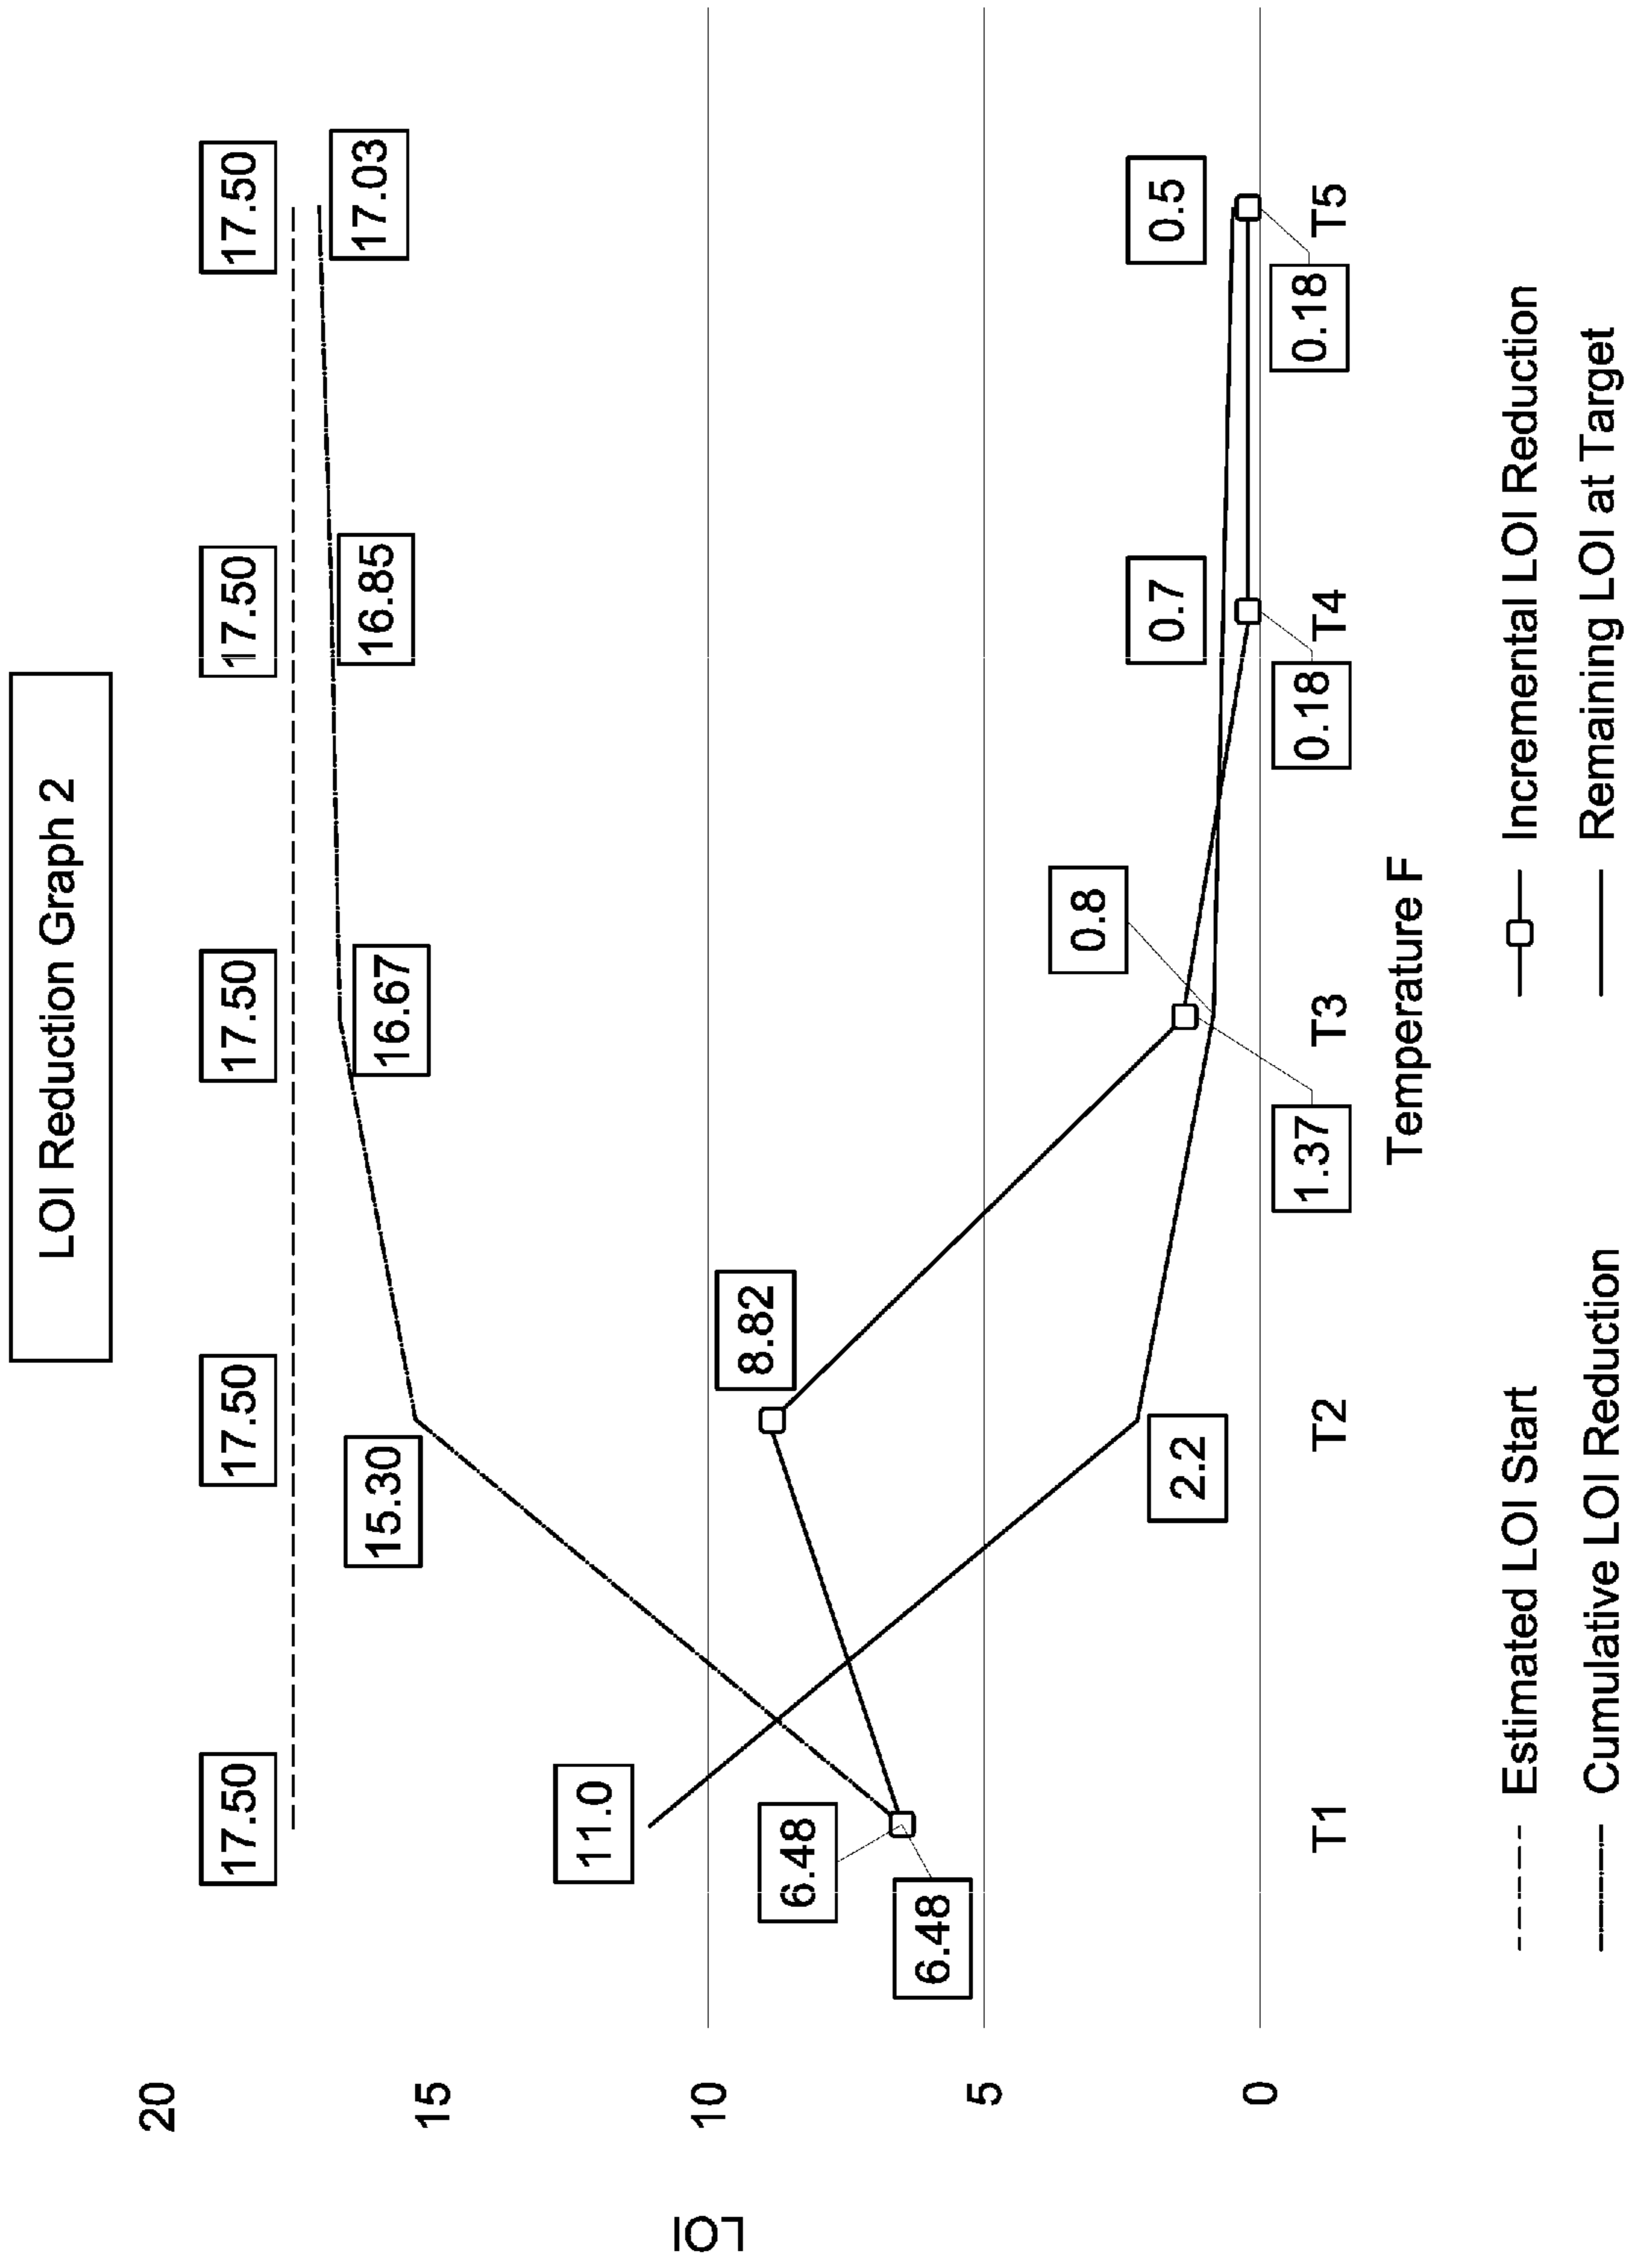 LOI Reduction Graph 2
20
15
10
5
0
LOI
17.50
17.50
17.50
17.50
17.50
15.30
16.67
16.85
17.03
11.0
6.48
6.48
8.82
2.2
0.8
1.37
0.7
0.18
0.5
0.18
T1
T2
T3
T4
T5
Temperature F
Estimated LOI Start
Incremental LOI Reduction
Cumulative LOI Reduction
Remaining LOI at Target